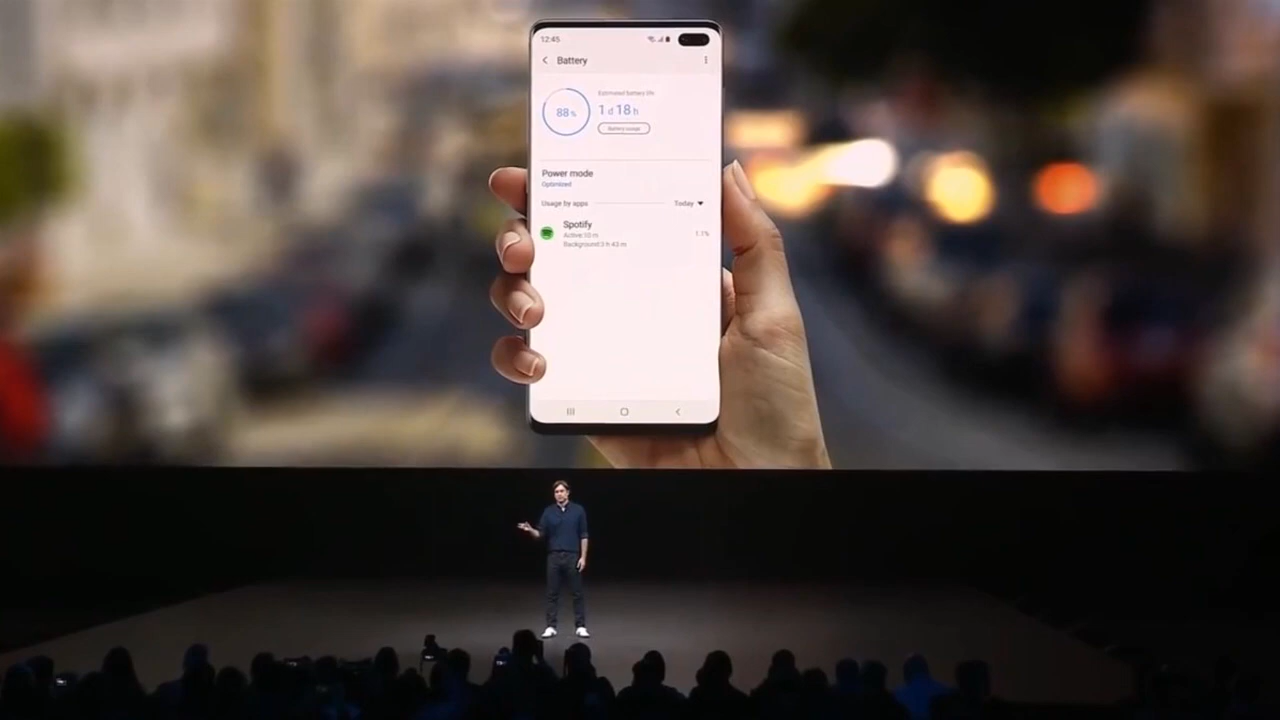 12:45
Battery
88%
Estimated battery life
1 d 18 h
Battery usage
Power mode
Optimized
Usage by apps
Today
Spotify
Active:10 m
Background:3 h 43 m
1.1%